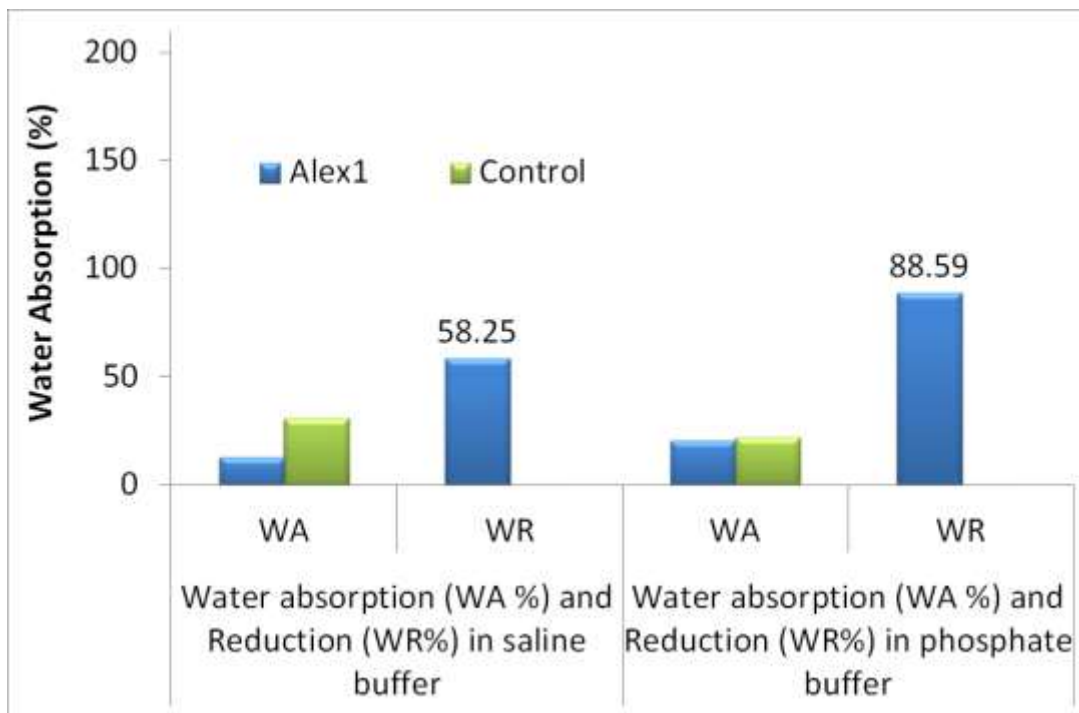 Water Absorption (%)
200
150
100
50
0
Alex1
Control
58.25
88.59
WA
WR
WA
WR
Water absorption (WA %) and
Reduction (WR%) in saline
buffer
Water absorption (WA %) and
Reduction (WR%) in phosphate
buffer